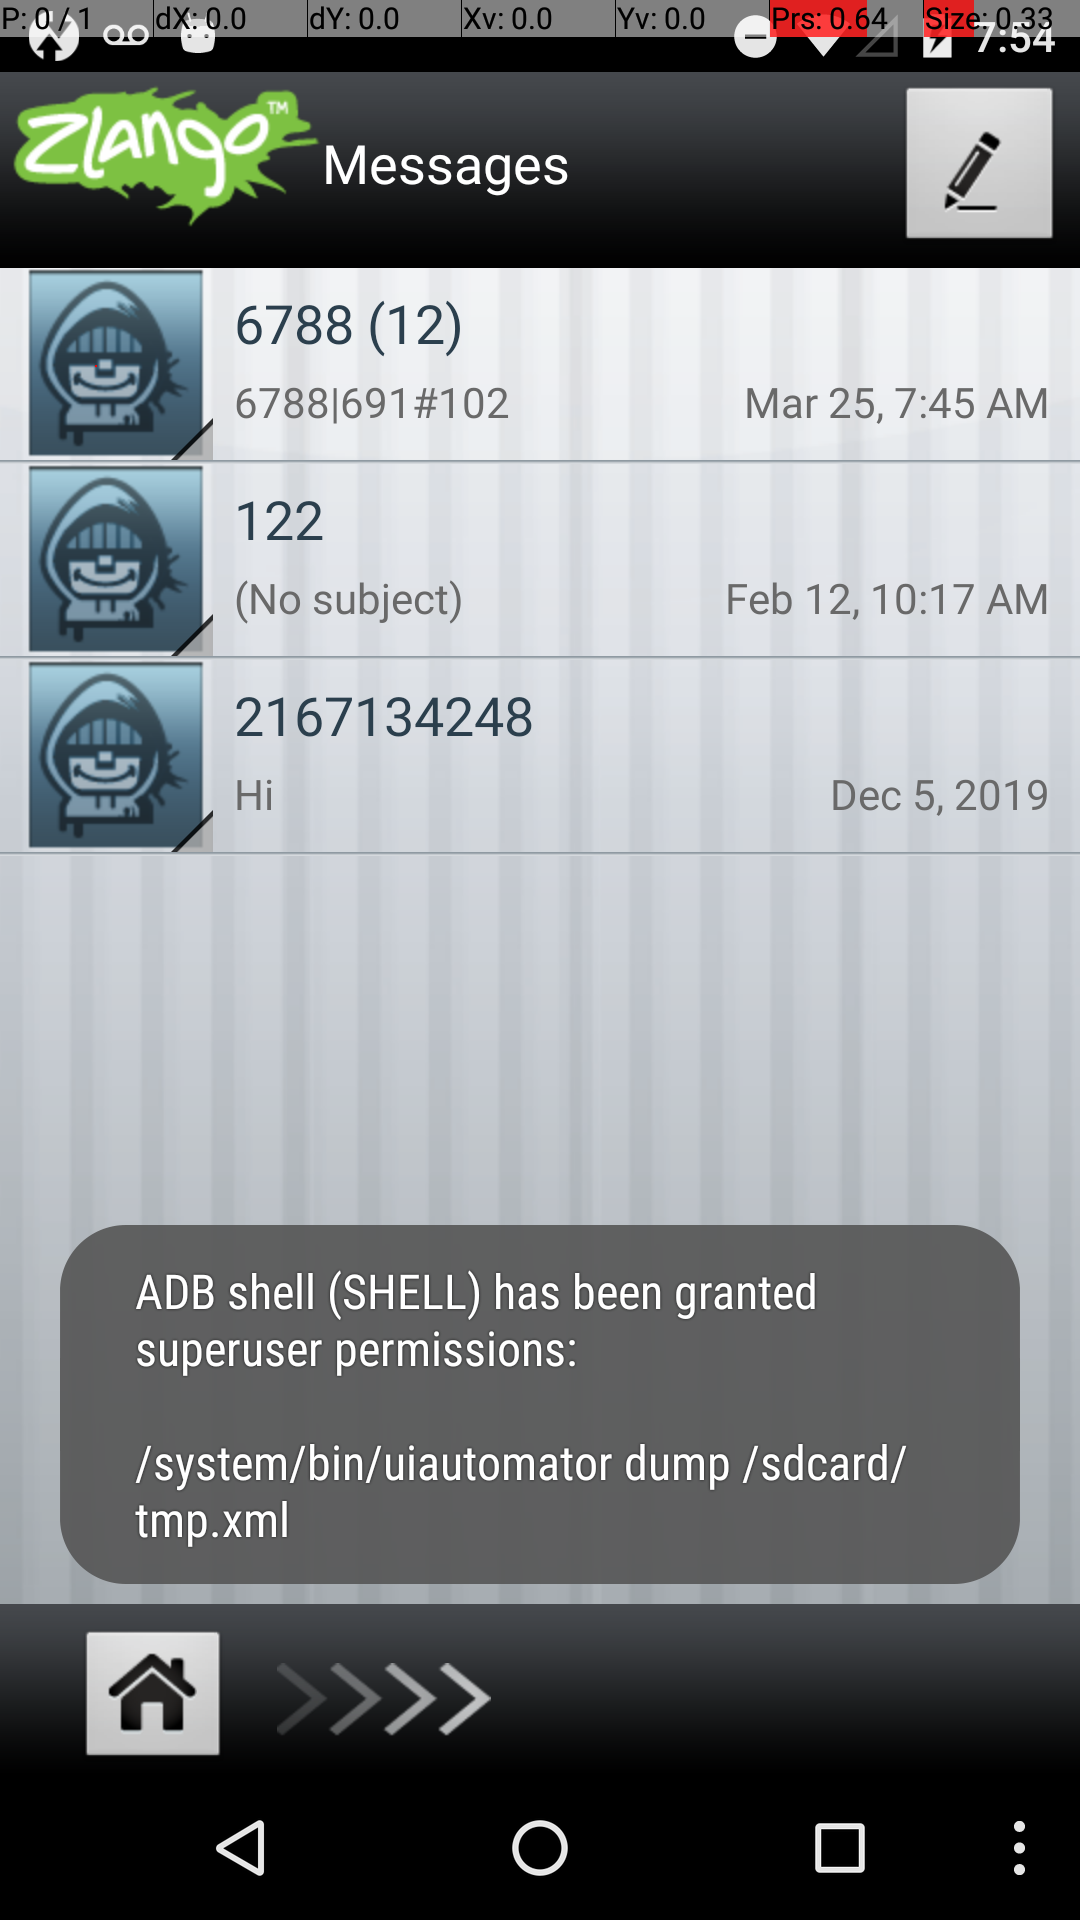 P: 0 / 1 dX: 0.0 dY: 0.0 Xv: 0.0 Yv: 0.0 Prs: 0.64 Size: 0.33
7:54
Zlango™ Messages
6788 (12)
6788|691#102 Mar 25, 7:45 AM
122
(No subject) Feb 12, 10:17 AM
2167134248
Hi Dec 5, 2019
ADB shell (SHELL) has been granted
superuser permissions:
/system/bin/uiautomator dump /sdcard/
tmp.xml